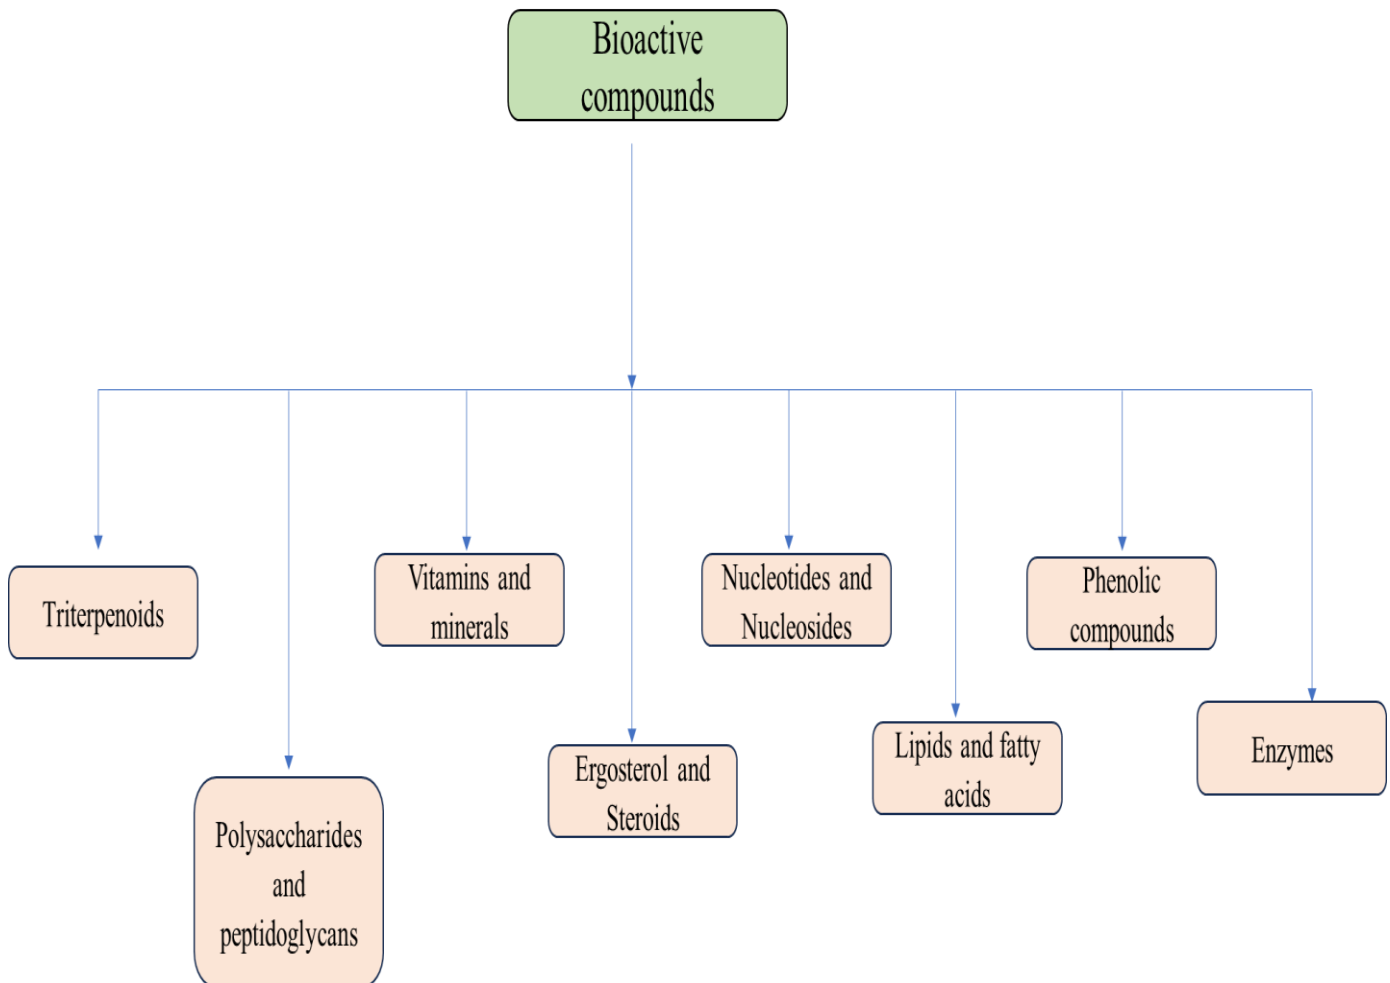 Bioactive
compounds
Triterpenoids
Polysaccharides
and
peptidoglycans
Vitamins and
minerals
Ergosterol and
Steroids
Nucleotides and
Nucleosides
Lipids and fatty
acids
Phenolic
compounds
Enzymes